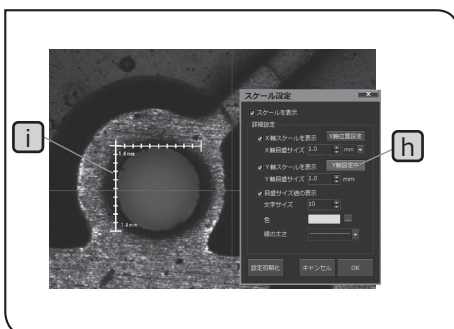 スケール設定
スケールを表示
詳細設定
X軸スケールを表示 X軸位置設定
X軸目盛サイズ 1.0 mm
Y軸スケールを表示 Y軸設定中
Y軸目盛サイズ 1.0 mm
目盛サイズ値の表示
文字サイズ 10
色
線の太さ
設定初期化 キャンセル OK
i
h
1.4mm
1.4mm